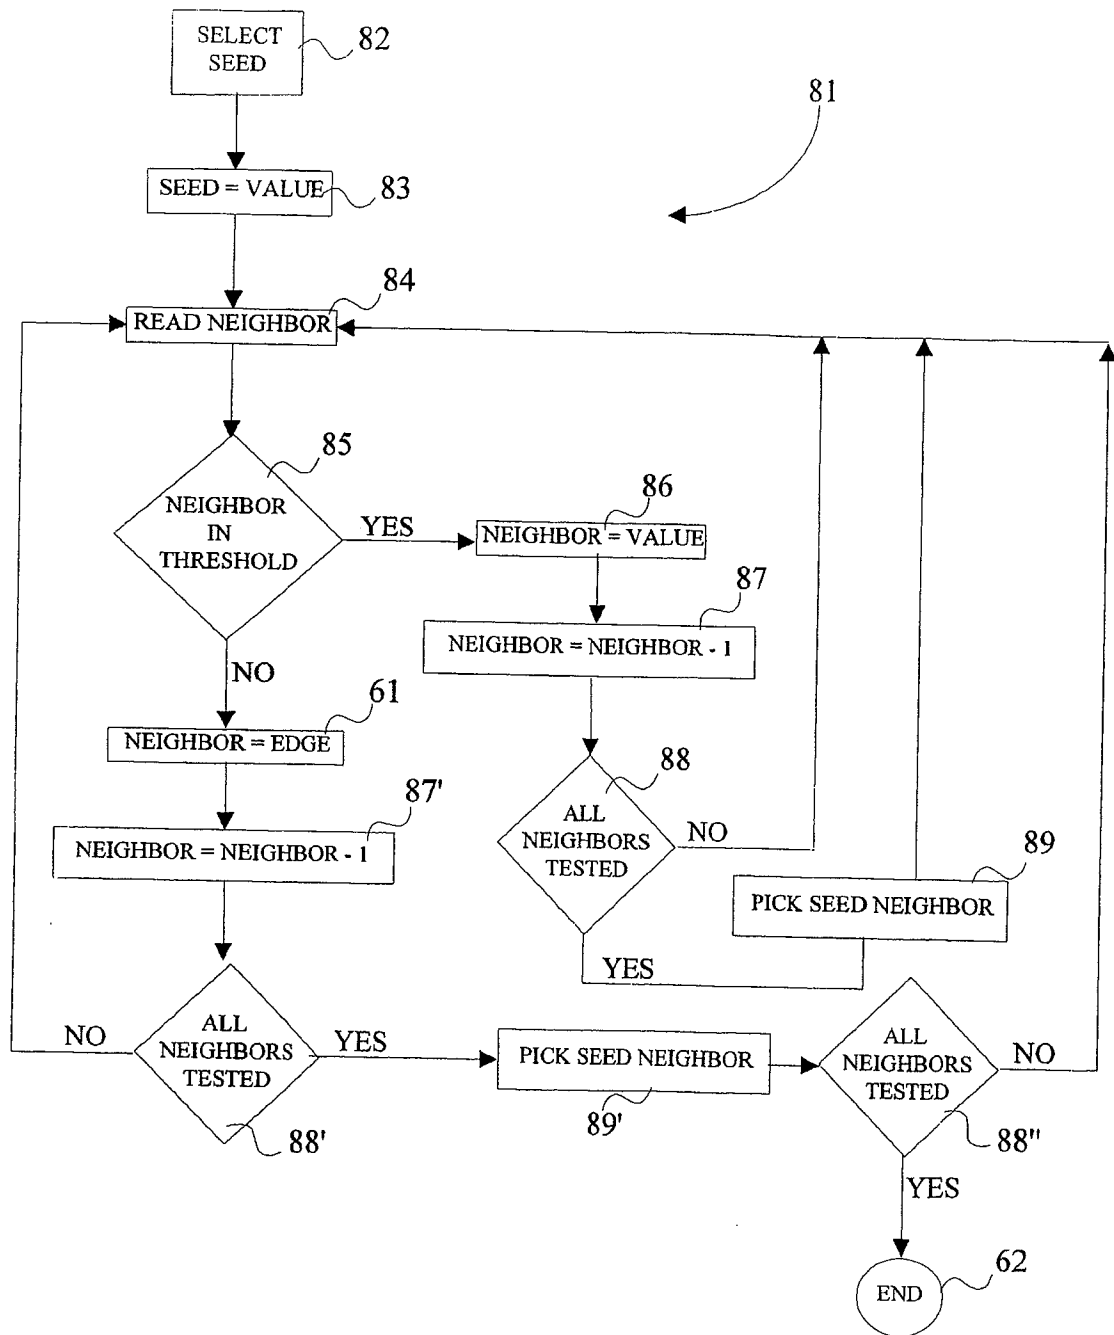 SELECT
SEED
82
81
SEED = VALUE
83
84
READ NEIGHBOR
85
NEIGHBOR
IN
THRESHOLD
YES
86
NEIGHBOR = VALUE
87
NEIGHBOR = NEIGHBOR - 1
NO
61
NEIGHBOR = EDGE
88
ALL
NEIGHBORS
TESTED
NO
87'
NEIGHBOR = NEIGHBOR - 1
89
PICK SEED NEIGHBOR
YES
NO
ALL
NEIGHBORS
TESTED
YES
88'
PICK SEED NEIGHBOR
89'
ALL
NEIGHBORS
TESTED
NO
88"
YES
62
END